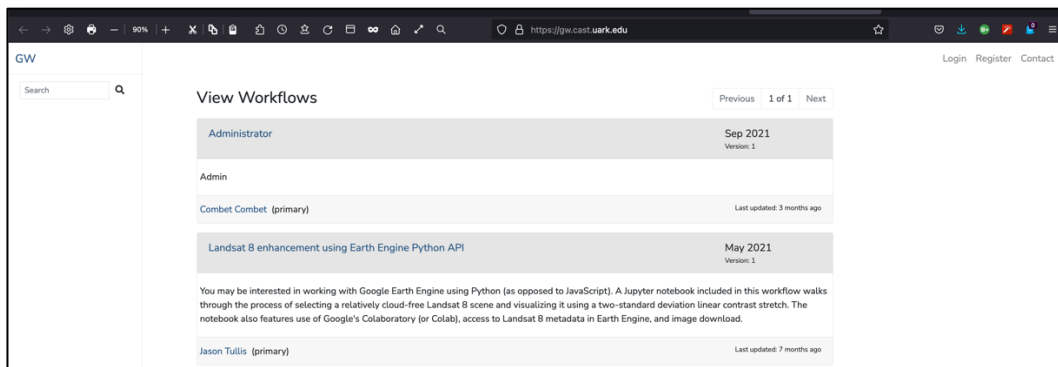 90%
https://gw.cast.uark.edu
GW
Login Register Contact
Search
View Workflows
Previous 1 of 1 Next
Administrator
Sep 2021
Version: 1
Admin
Combet Combet (primary)
Last updated: 3 months ago
Landsat 8 enhancement using Earth Engine Python API
May 2021
Version: 1
You may be interested in working with Google Earth Engine using Python (as opposed to JavaScript). A Jupyter notebook included in this workflow walks
through the process of selecting a relatively cloud-free Landsat 8 scene and visualizing it using a two-standard deviation linear contrast stretch. The
notebook also features use of Google's Colaboratory (or Colab), access to Landsat 8 metadata in Earth Engine, and image download.
Jason Tullis (primary)
Last updated: 7 months ago